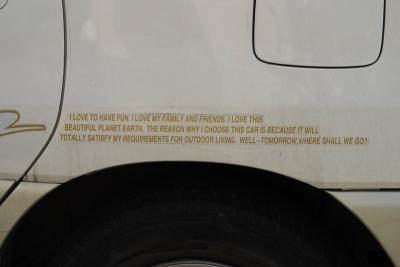 I LOVE TO HAVE FUN. I LOVE MY FAMILY AND FRIENDS. I LOVE THIS
BEAUTIFUL PLANET EARTH. THE REASON WHY I CHOOSE THIS CAR IS BECAUSE IT WILL
TOTALLY SATISFY MY REQUIREMENTS FOR OUTDOOR LIVING. WELL--TOMORROW,WHERE SHALL WE GO?